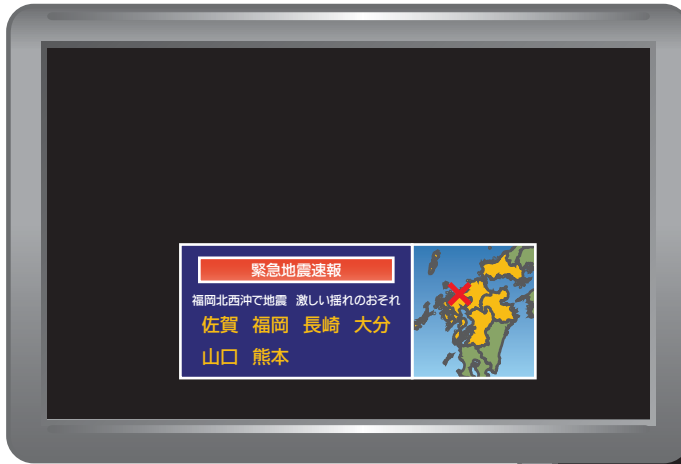 緊急地震速報
福岡北西沖で地震 激しい揺れのおそれ
佐賀 福岡 長崎 大分
山口 熊本